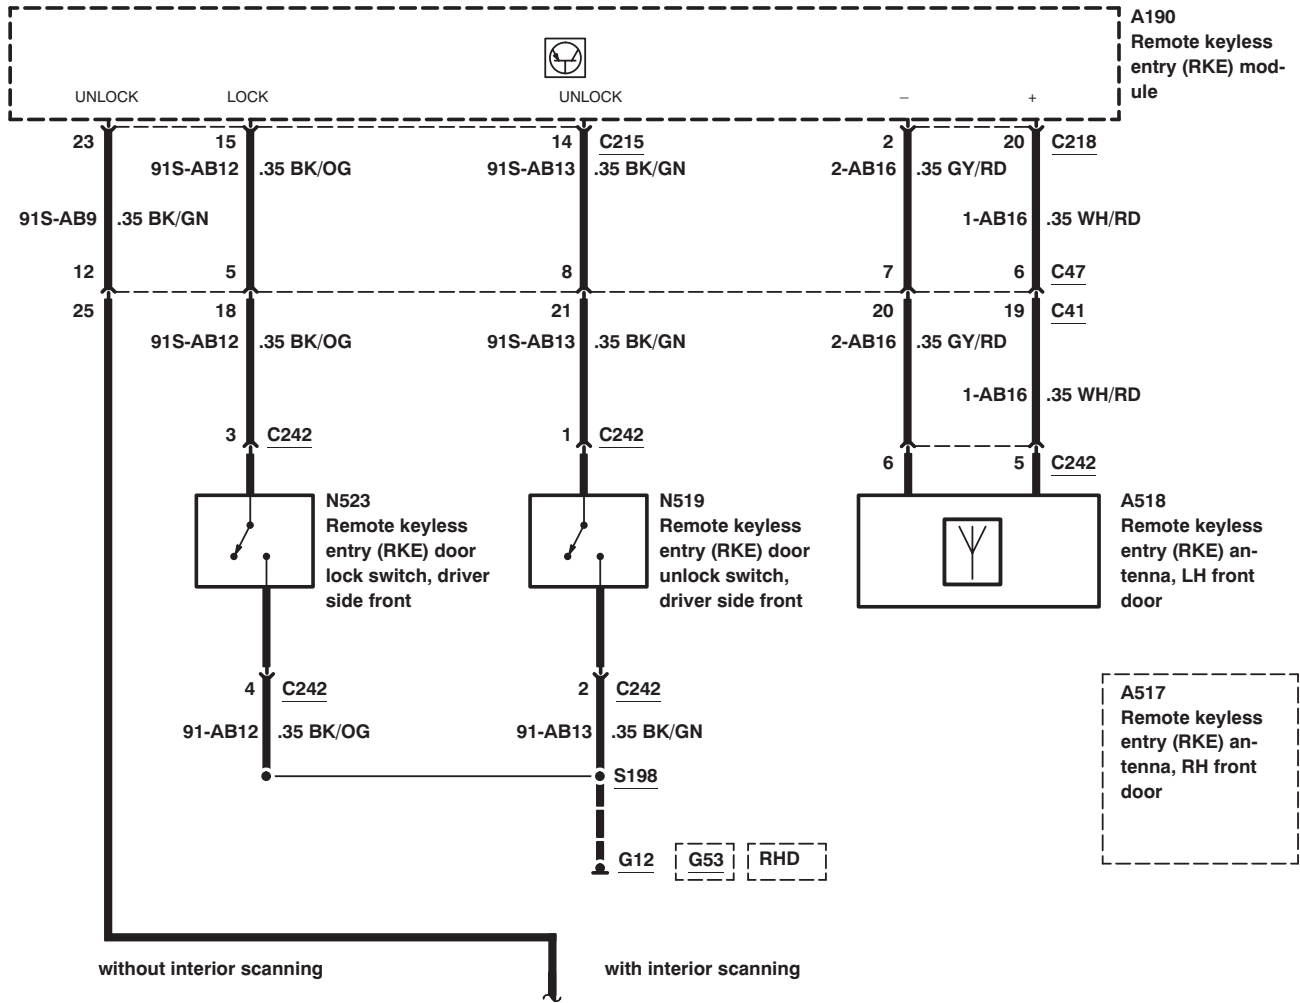 A190
Remote keyless
entry (RKE) mod-
ule
UNLOCK LOCK UNLOCK – +
23 15 14 C215 2 20 C218
91S-AB12 .35 BK/OG 91S-AB13 .35 BK/GN 2-AB16 .35 GY/RD
91S-AB9 .35 BK/GN 1-AB16 .35 WH/RD
12 5 8 7 6 C47
25 18 21 20 19 C41
91S-AB12 .35 BK/OG 91S-AB13 .35 BK/GN 2-AB16 .35 GY/RD
1-AB16 .35 WH/RD
3 C242 1 C242
6 5 C242
N523
Remote keyless
entry (RKE) door
lock switch, driver
side front
N519
Remote keyless
entry (RKE) door
unlock switch,
driver side front
A518
Remote keyless
entry (RKE) an-
tenna, LH front
door
4 C242 2 C242
91-AB12 .35 BK/OG 91-AB13 .35 BK/GN
S198
A517
Remote keyless
entry (RKE) an-
tenna, RH front
door
G12 G53 RHD
without interior scanning with interior scanning